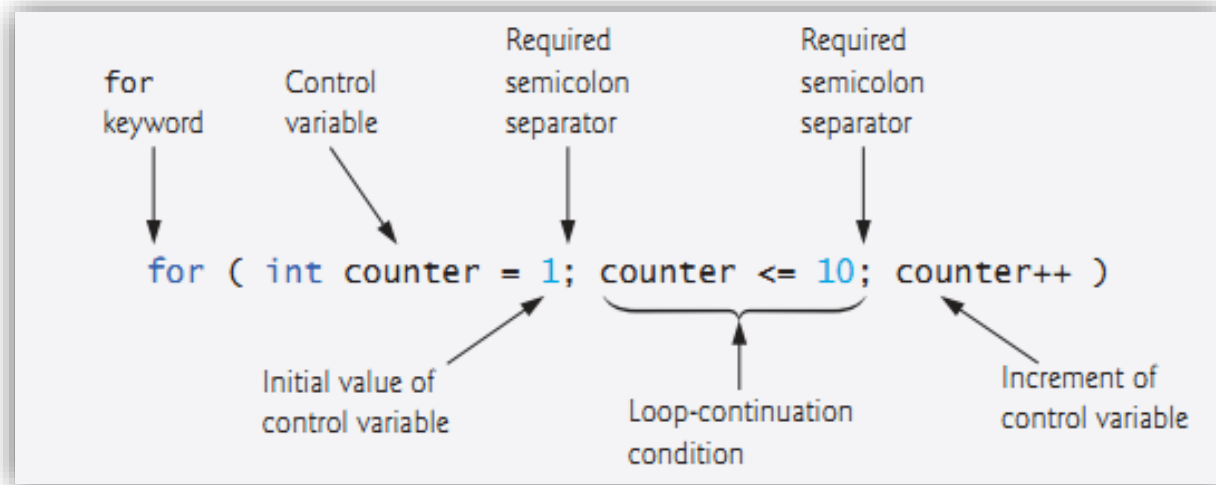 for
keyword
Control
variable
Required
semicolon
separator
Required
semicolon
separator
for ( int counter = 1; counter <= 10; counter++ )
Initial value of
control variable
Loop-continuation
condition
Increment of
control variable